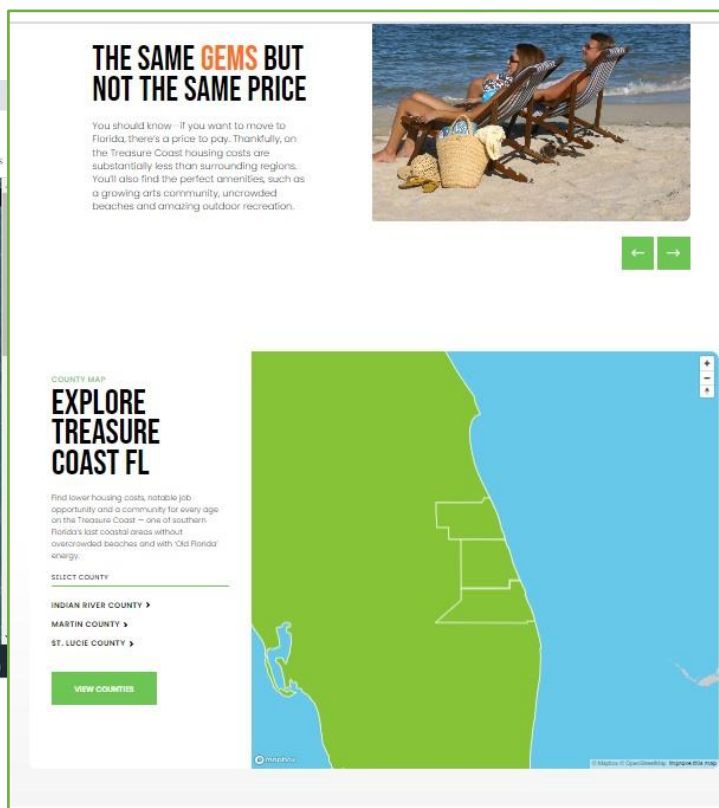 THE SAME GEMS BUT
NOT THE SAME PRICE
You should know—if you want to move to
Florida, there's a price to pay. Thankfully, on
the Treasure Coast housing costs are
substantially less than surrounding regions.
You'll also find the perfect amenities, such as
a growing arts community, uncrowded
beaches and amazing outdoor recreation.
COUNTY MAP
EXPLORE
TREASURE
COAST FL
Find lower housing costs, notable job
opportunity and a community for every age
on the Treasure Coast — one of southern
Florida's last coastal areas without
overcrowded beaches and with 'Old Florida'
energy.
SELECT COUNTY
INDIAN RIVER COUNTY
MARTIN COUNTY
ST. LUCIE COUNTY
VIEW COUNTIES
mapbox
© Mapbox © OpenStreetMap Improve this map